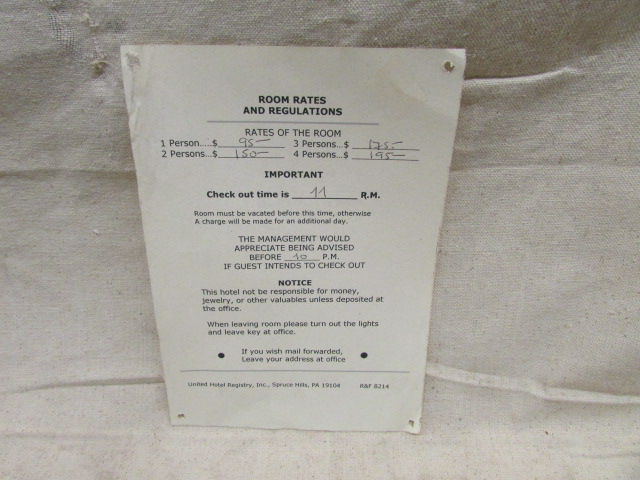 ROOM RATES
AND REGULATIONS
RATES OF THE ROOM
1 Person.....$ 95— 3 Persons...$ 175.-
2 Persons...$ 150— 4 Persons...$ 195—
IMPORTANT
Check out time is 11 R.M.
Room must be vacated before this time, otherwise
A charge will be made for an additional day.
THE MANAGEMENT WOULD
APPRECIATE BEING ADVISED
BEFORE 10 P.M.
IF GUEST INTENDS TO CHECK OUT
NOTICE
This hotel not be responsible for money,
jewelry, or other valuables unless deposited at
the office.
When leaving room please turn out the lights
and leave key at office.
If you wish mail forwarded,
Leave your address at office
United Hotel Registry, Inc., Spruce Hills, PA 19104 R&F 8214